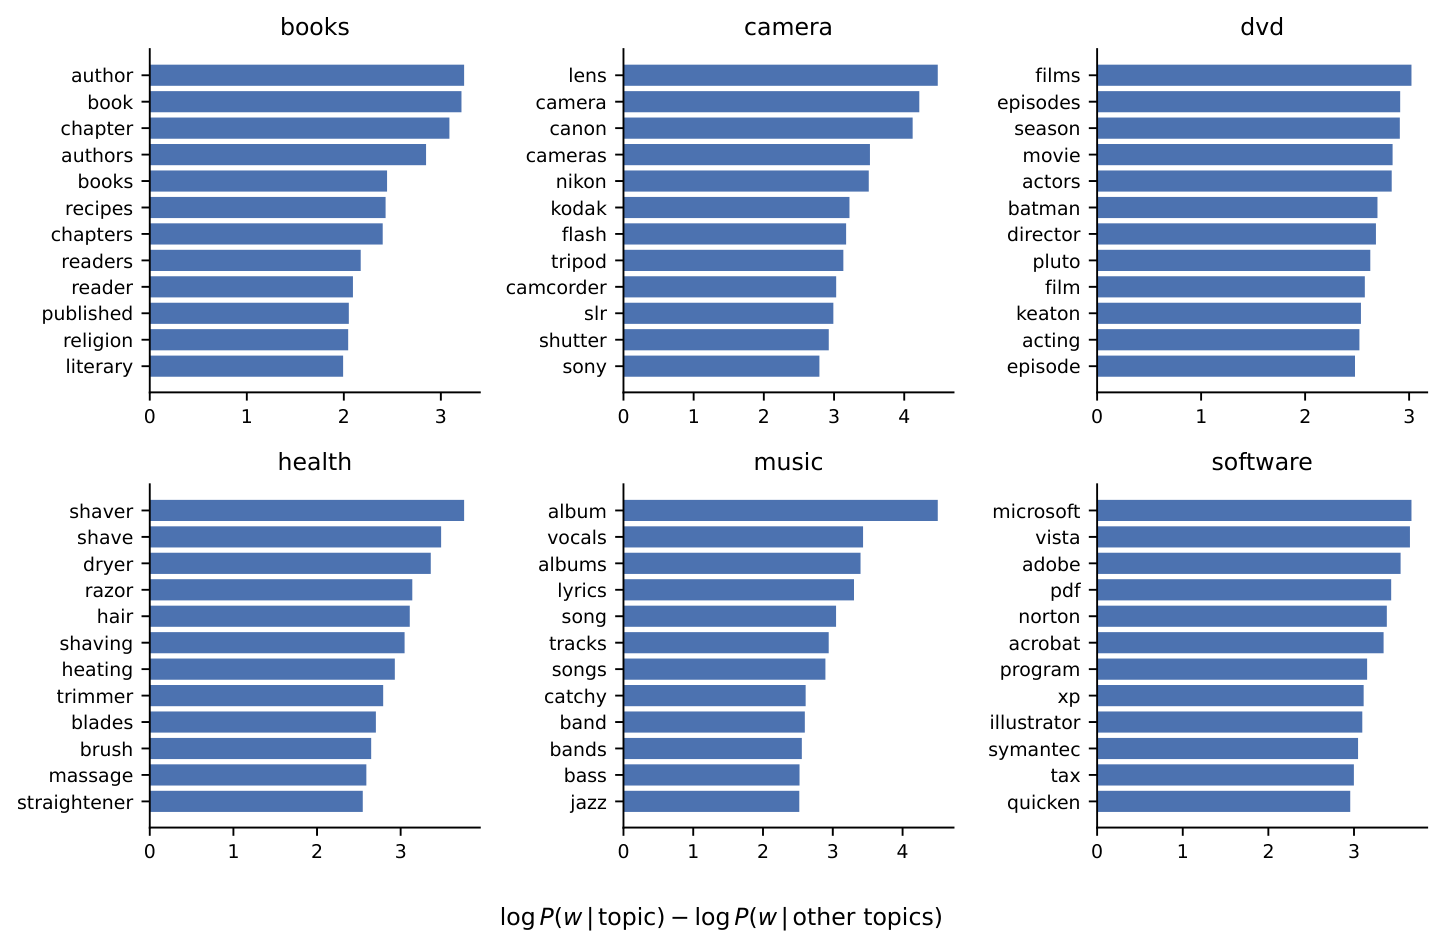 books
author
book
chapter
authors
books
recipes
chapters
readers
reader
published
religion
literary
0 1 2 3
camera
lens
camera
canon
cameras
nikon
kodak
flash
tripod
camcorder
slr
shutter
sony
0 1 2 3 4
dvd
films
episodes
season
movie
actors
batman
director
pluto
film
keaton
acting
episode
0 1 2 3
health
shaver
shave
dryer
razor
hair
shaving
heating
trimmer
blades
brush
massage
straightener
0 1 2 3
music
album
vocals
albums
lyrics
song
tracks
songs
catchy
band
bands
bass
jazz
0 1 2 3 4
software
microsoft
vista
adobe
pdf
norton
acrobat
program
xp
illustrator
symantec
tax
quicken
0 1 2 3
log P(w | topic) − log P(w | other topics)